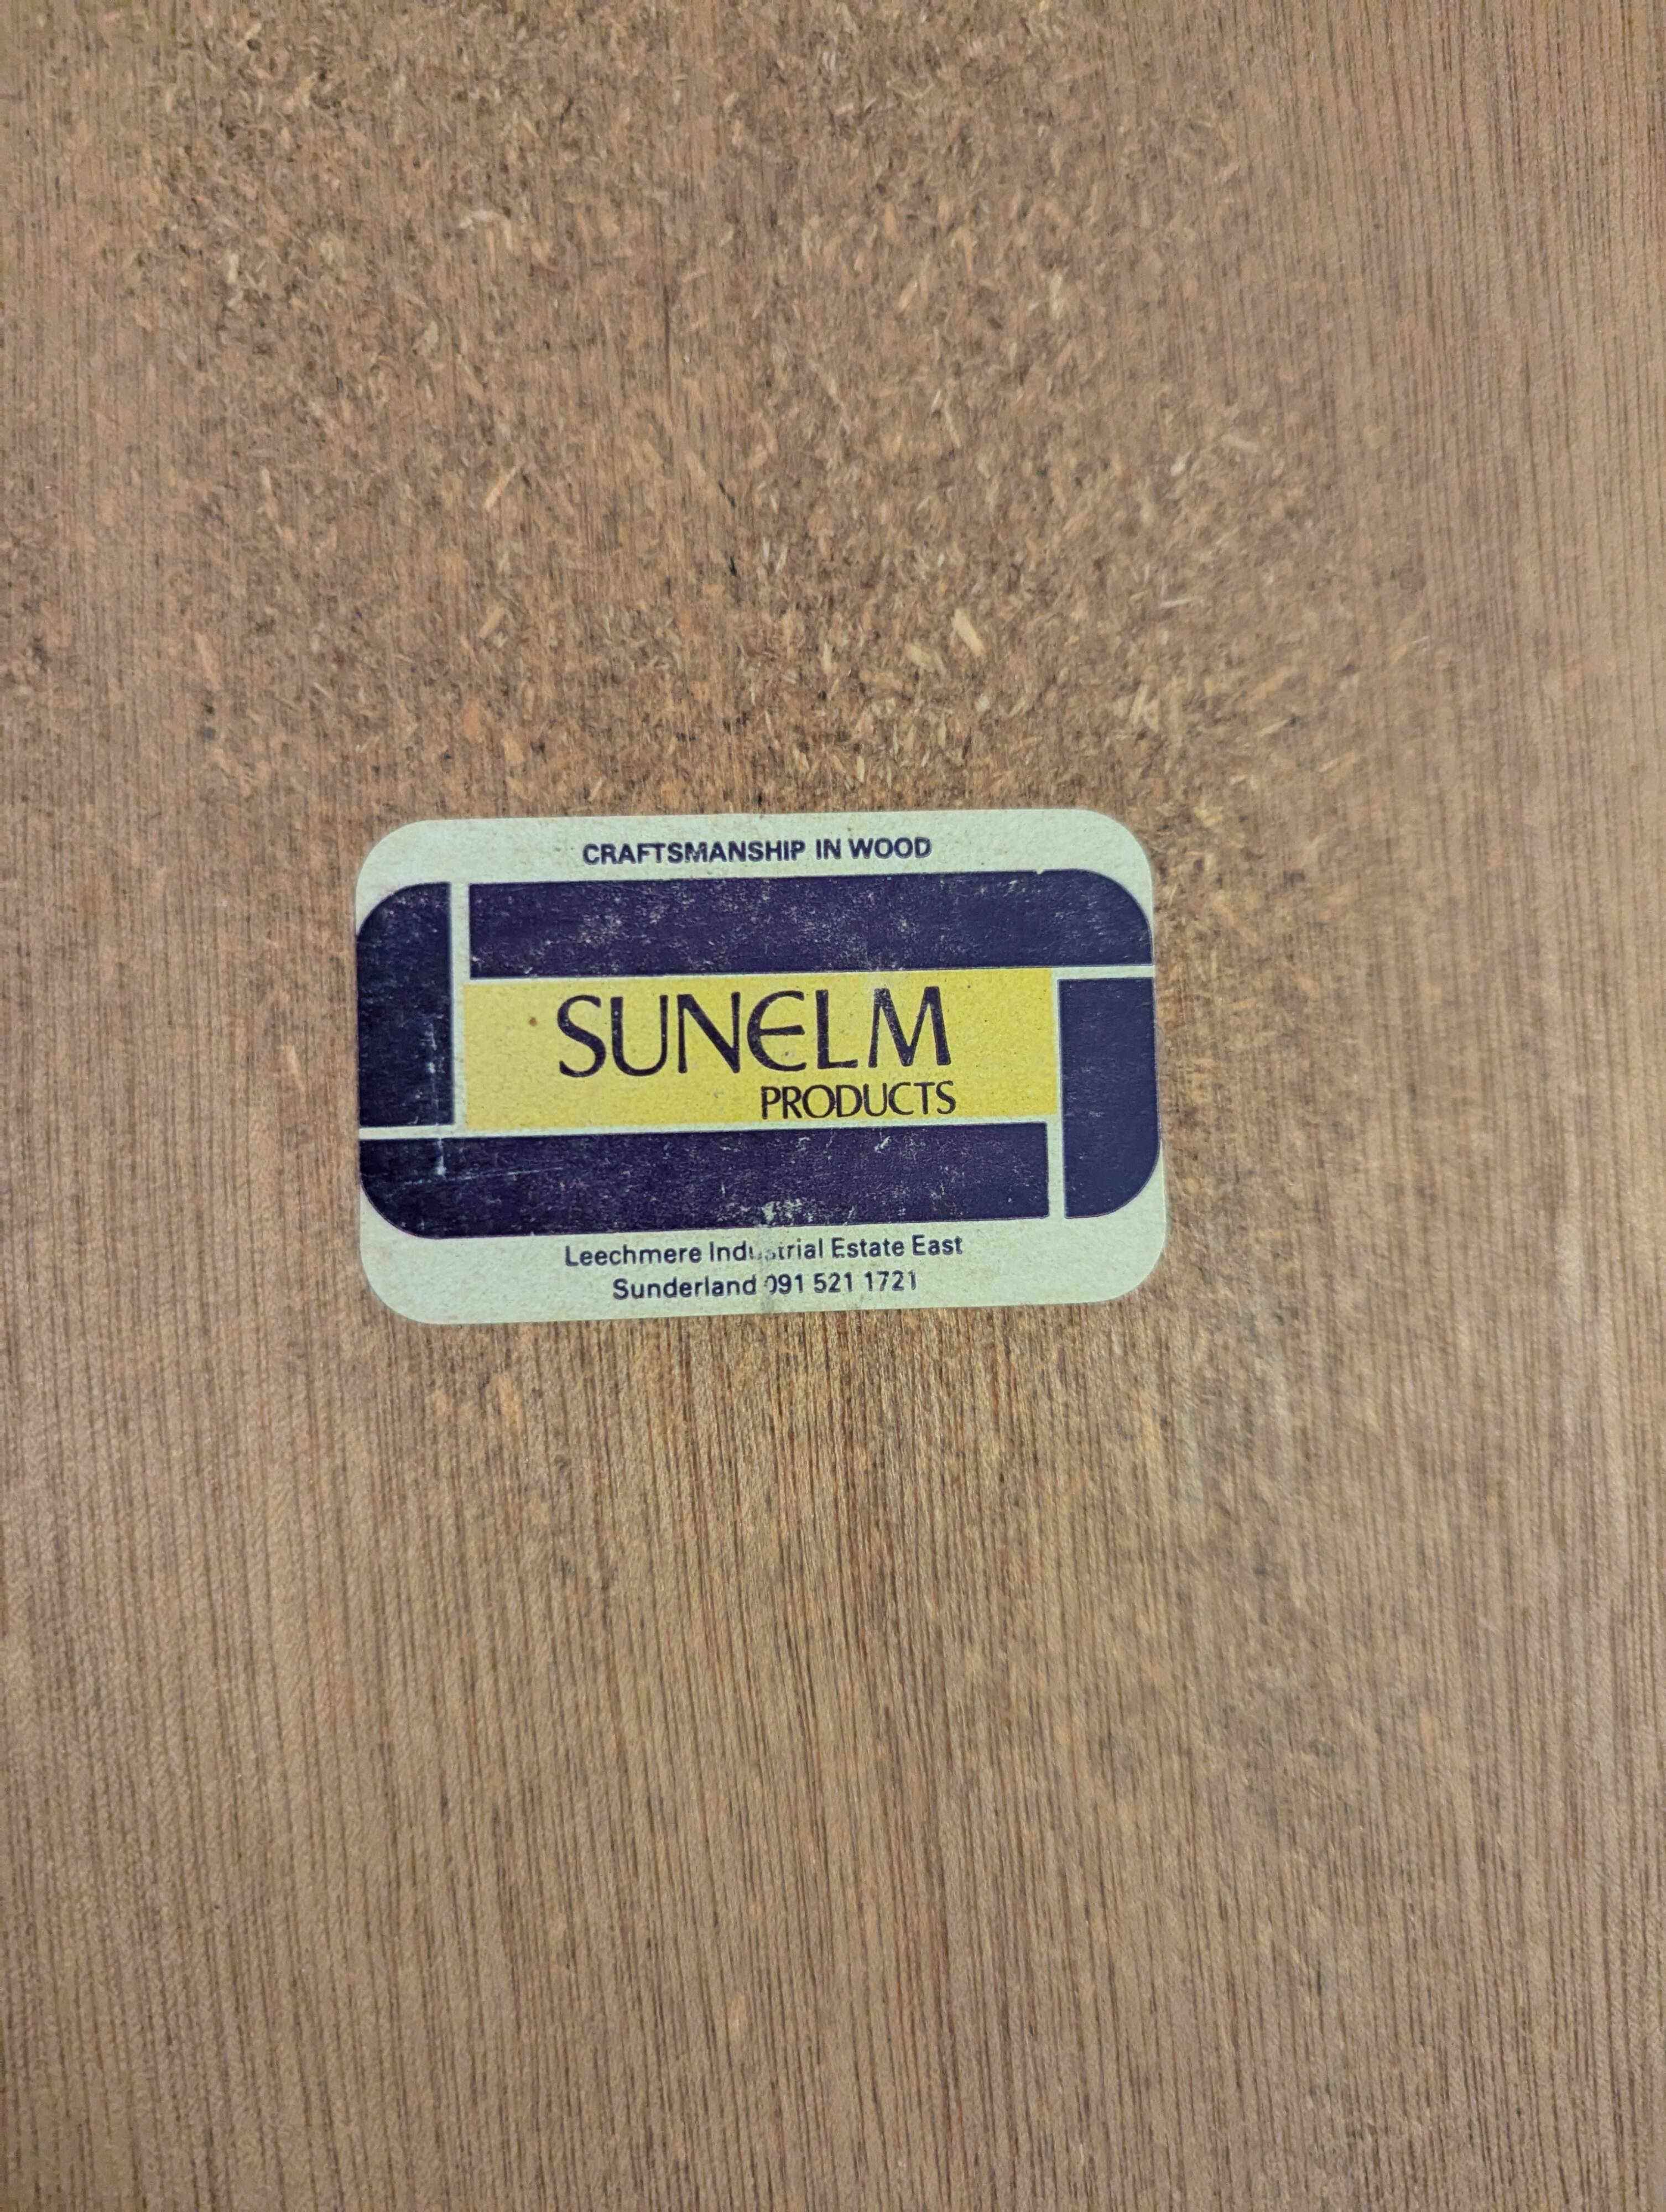 CRAFTSMANSHIP IN WOOD
SUNELM
PRODUCTS
Leechmere Industrial Estate East
Sunderland 091 521 1721